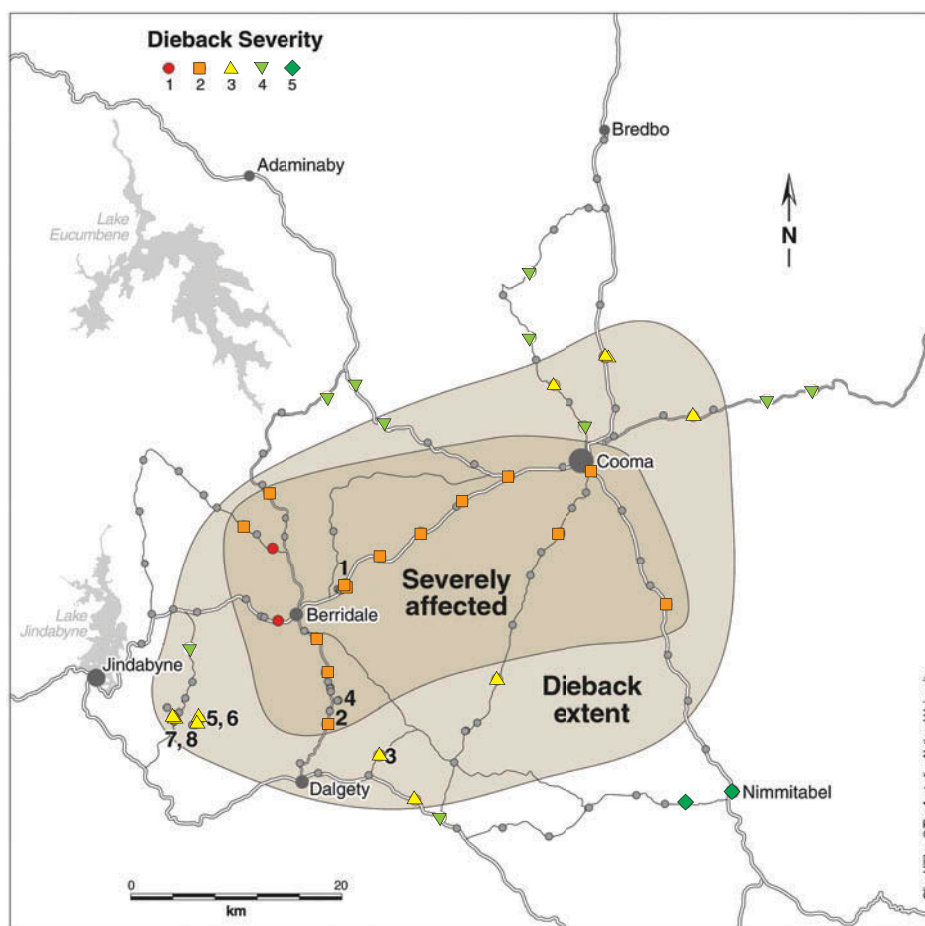 Dieback Severity
1 2 3 4 5
Bredbo
Adaminaby
Lake
Eucumbene
N
Cooma
1
Severely
affected
Berridale
Lake
Jindabyne
Jindabyne
Dieback
extent
4
2
5, 6
7, 8
3
Dalgety
Nimmitabel
0 20
km